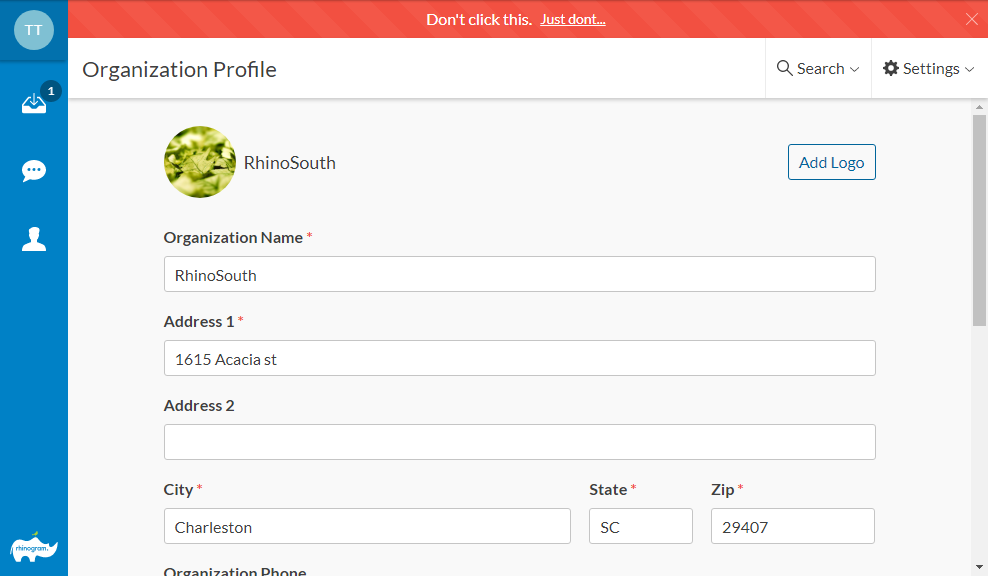 TT
Don't click this. Just dont...
1
Organization Profile
Search
Settings
RhinoSouth
Add Logo
Organization Name *
RhinoSouth
Address 1 *
1615 Acacia st
Address 2
City *
State *
Zip *
Charleston
SC
29407
rhinogram
Organization Phone